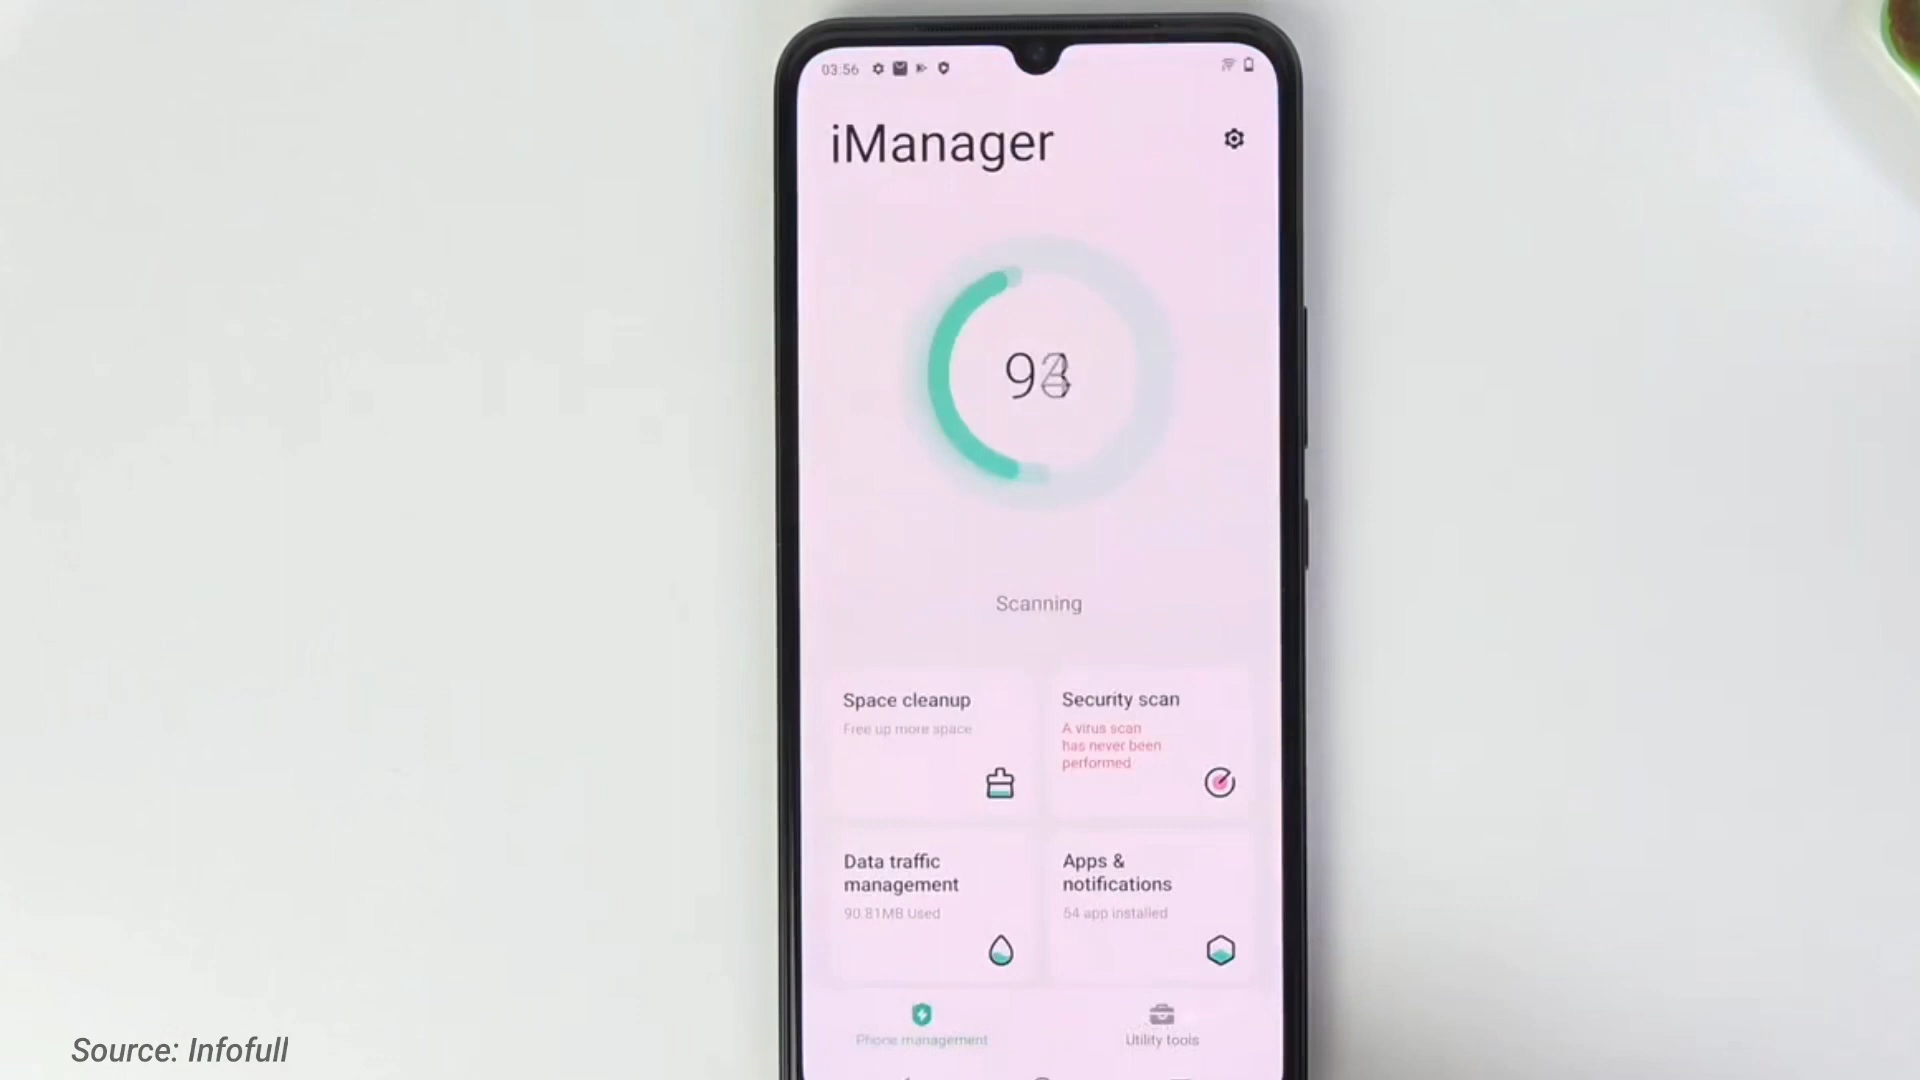 03:56
iManager
Scanning
Space cleanup
Free up more space
Security scan
A virus scan
has never been
performed
Data traffic
management
90.81MB Used
Apps &
notifications
54 app installed
Phone management
Utility tools
Source: Infofull